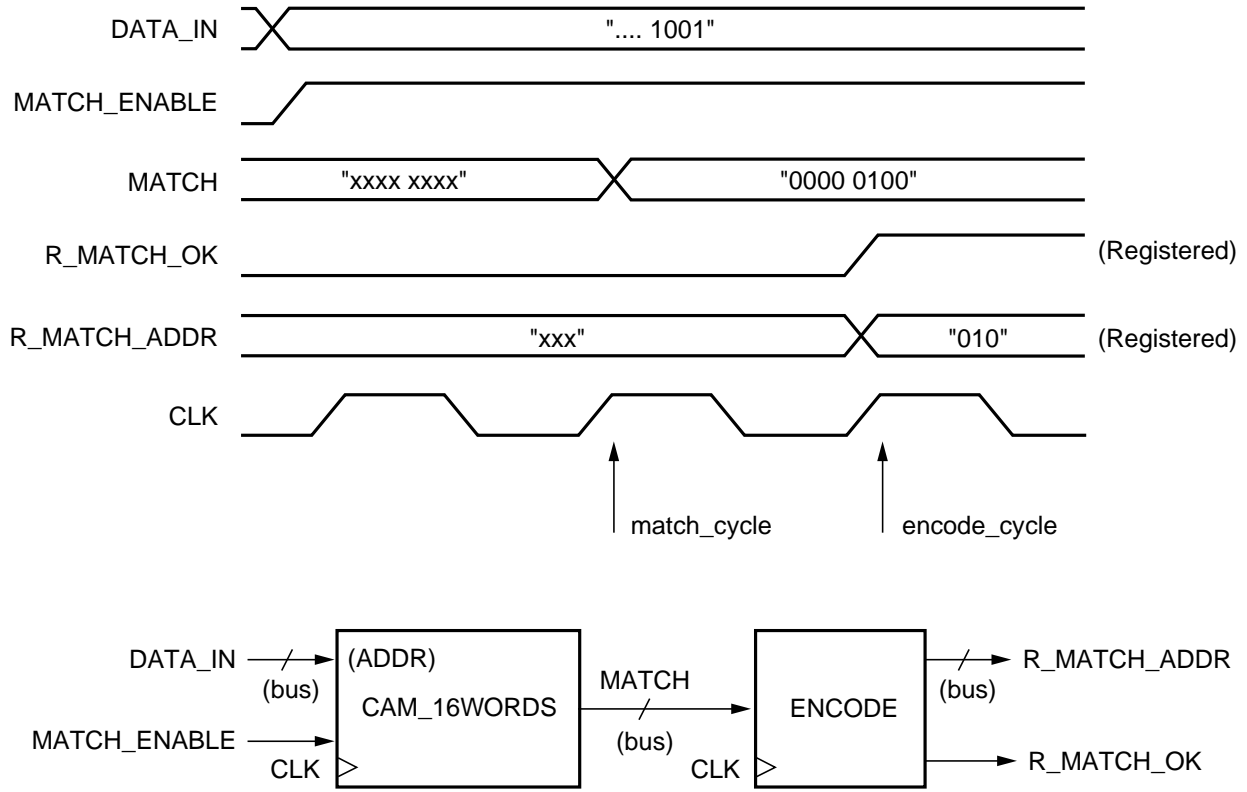 DATA_IN ".... 1001"
MATCH_ENABLE
MATCH "xxxx xxxx" "0000 0100"
R_MATCH_OK (Registered)
R_MATCH_ADDR "xxx" "010" (Registered)
CLK
match_cycle encode_cycle
DATA_IN (ADDR) R_MATCH_ADDR
(bus) MATCH (bus)
CAM_16WORDS ENCODE
MATCH_ENABLE (bus)
CLK CLK R_MATCH_OK